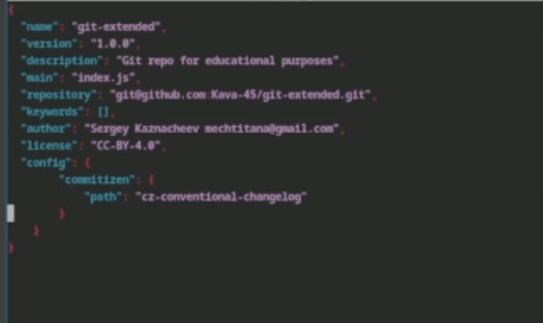 {
"name": "git-extended",
"version": "1.0.0",
"description": "Git repo for educational purposes",
"main": "index.js",
"repository": "git@github.com:Kava-45/git-extended.git",
"keywords": [],
"author": "Sergey Kaznacheev mechtitana@gmail.com",
"license": "CC-BY-4.0",
"config": {
"commitizen": {
"path": "cz-conventional-changelog"
}
}
}